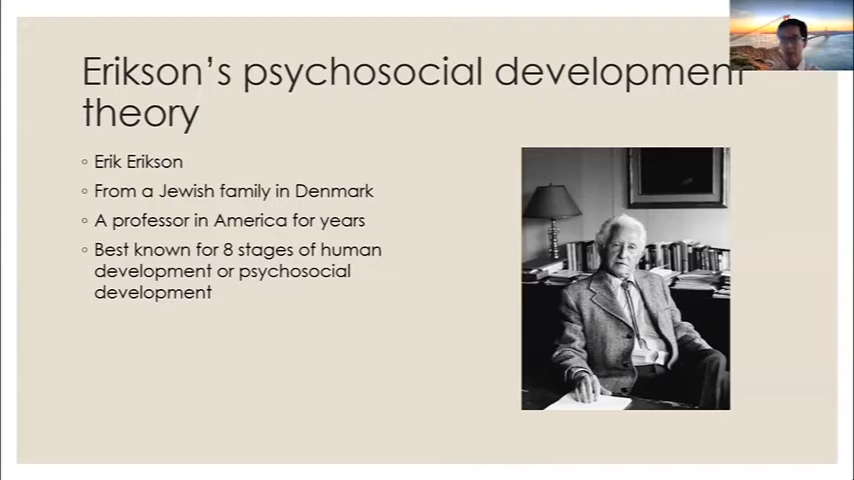 Erikson's psychosocial development
theory
◦ Erik Erikson
◦ From a Jewish family in Denmark
◦ A professor in America for years
◦ Best known for 8 stages of human
development or psychosocial
development